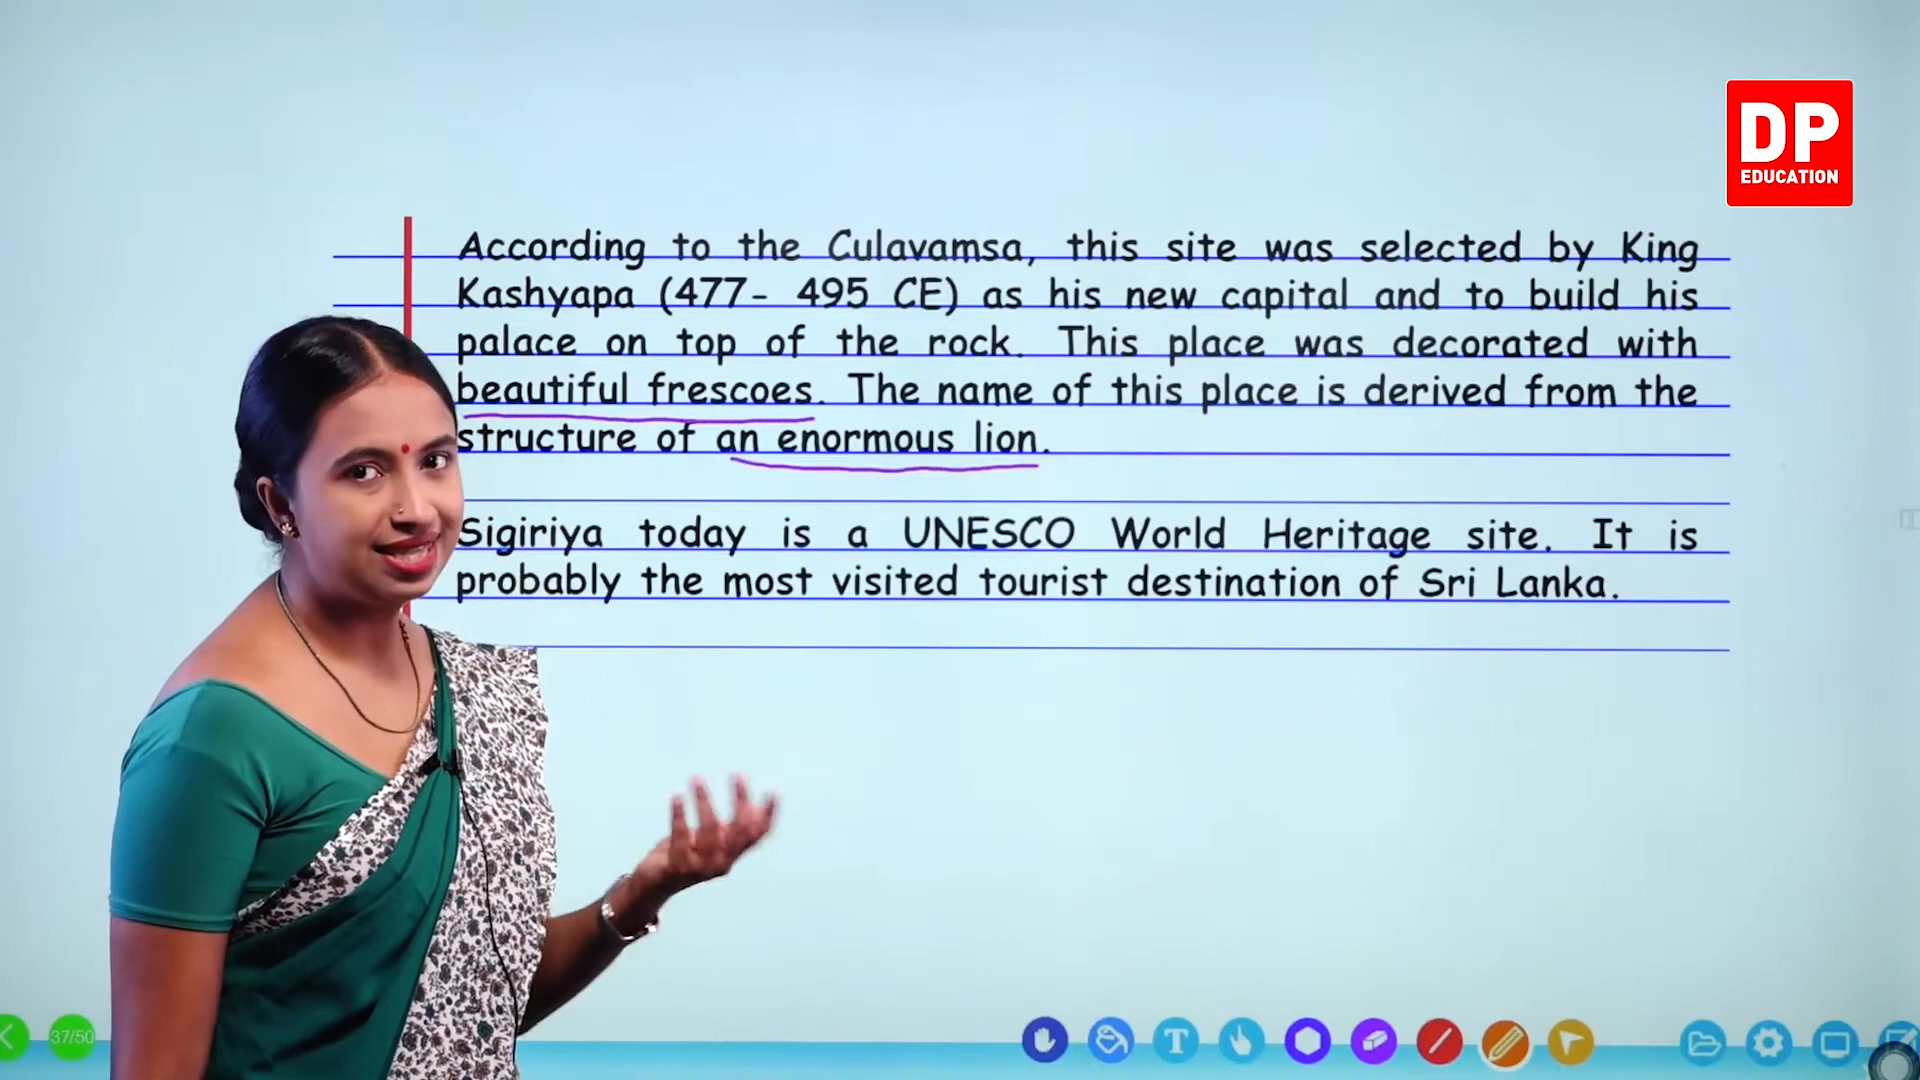 DP
EDUCATION
According to the Culavamsa, this site was selected by King
Kashyapa (477- 495 CE) as his new capital and to build his
palace on top of the rock. This place was decorated with
beautiful frescoes. The name of this place is derived from the
structure of an enormous lion.
Sigiriya today is a UNESCO World Heritage site. It is
probably the most visited tourist destination of Sri Lanka.
37/50
T